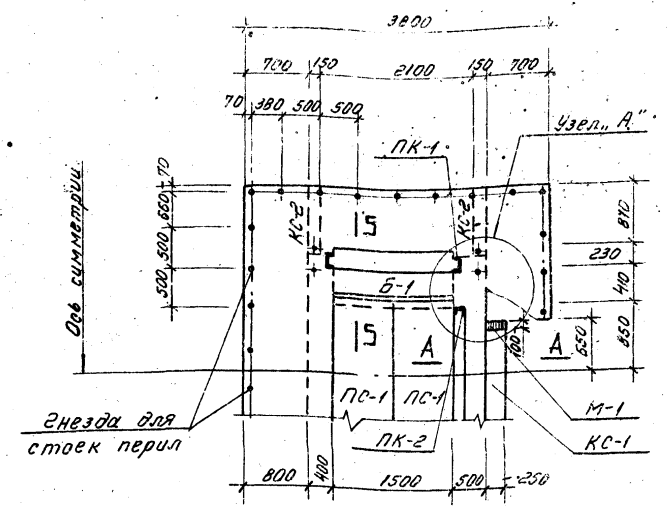 3800
700 150 2100 150 700
70 380 500 500
ПК-1
Узел „А"
70
660
500
500
КС-2
КС-2
15
870
230
410
850
Ось симметрии
Б-1
15
А
А
100
650
ПС-1 ПС-1
М-1
Гнезда для
стоек перил
ПК-2
КС-1
800 400 1500 500 250